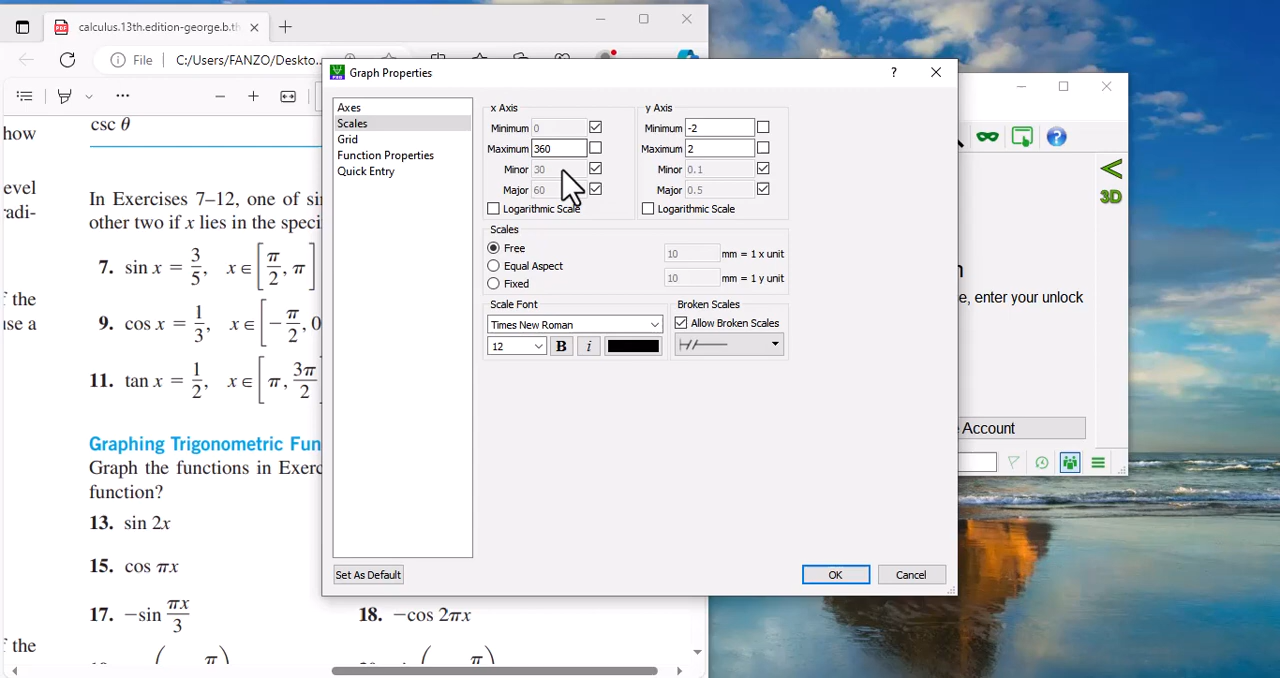 calculus.13th.edition-george.b.th
File C:/Users/FANZO/Deskto...
how
csc θ
evel
radi-
In Exercises 7–12, one of si
other two if x lies in the speci
7. sin x = 3/5, x ∈ [π/2, π]
f the
use a
9. cos x = 1/3, x ∈ [−π/2, 0
11. tan x = 1/2, x ∈ [π, 3π/2
Graphing Trigonometric Fun
Graph the functions in Exerc
function?
13. sin 2x
15. cos πx
17. −sin πx/3
18. −cos 2πx
f the
Graph Properties
?
Axes
Scales
Grid
Function Properties
Quick Entry
x Axis
Minimum 0
Maximum 360
Minor 30
Major 60
Logarithmic Scale
y Axis
Minimum -2
Maximum 2
Minor 0.1
Major 0.5
Logarithmic Scale
Scales
Free
Equal Aspect
Fixed
10 mm = 1 x unit
10 mm = 1 y unit
Scale Font
Times New Roman
12 B i
Broken Scales
Allow Broken Scales
Set As Default
OK
Cancel
?
3D
e, enter your unlock
Account